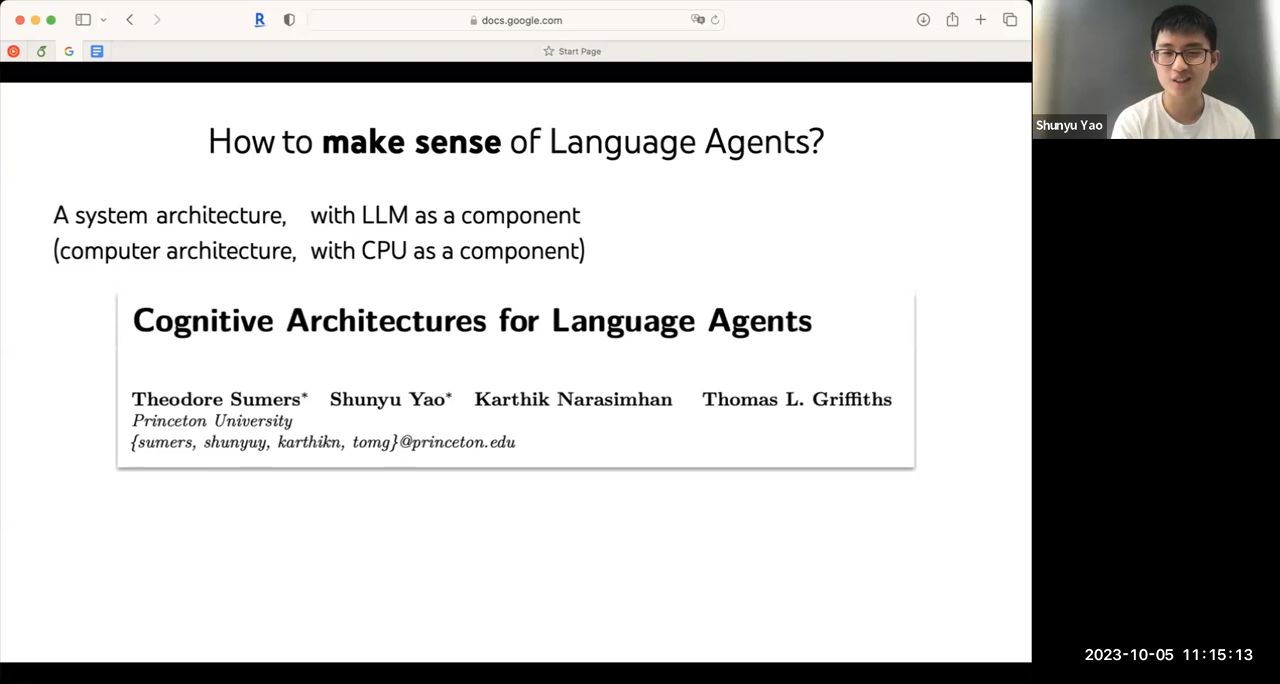 docs.google.com
Start Page
Shunyu Yao
How to make sense of Language Agents?
A system architecture, with LLM as a component
(computer architecture, with CPU as a component)
Cognitive Architectures for Language Agents
Theodore Sumers* Shunyu Yao* Karthik Narasimhan Thomas L. Griffiths
Princeton University
{sumers, shunyuy, karthikn, tomg}@princeton.edu
2023-10-05 11:15:13